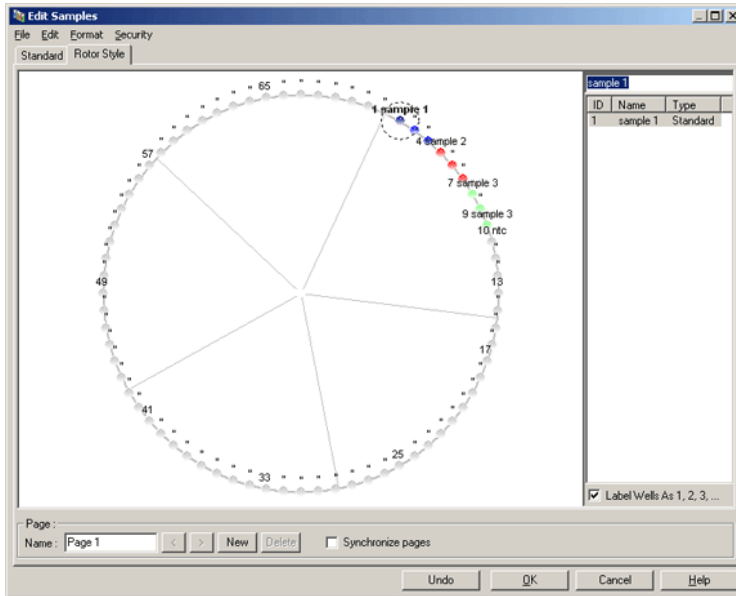 Edit Samples
File Edit Format Security
Standard Rotor Style
65
1 sample 1
4 sample 2
57
7 sample 3
9 sample 3
10 ntc
49
13
17
41
25
33
sample 1
ID Name Type
1 sample 1 Standard
Label Wells As 1, 2, 3, ...
Page :
Name : Page 1 < > New Delete Synchronize pages
Undo OK Cancel Help